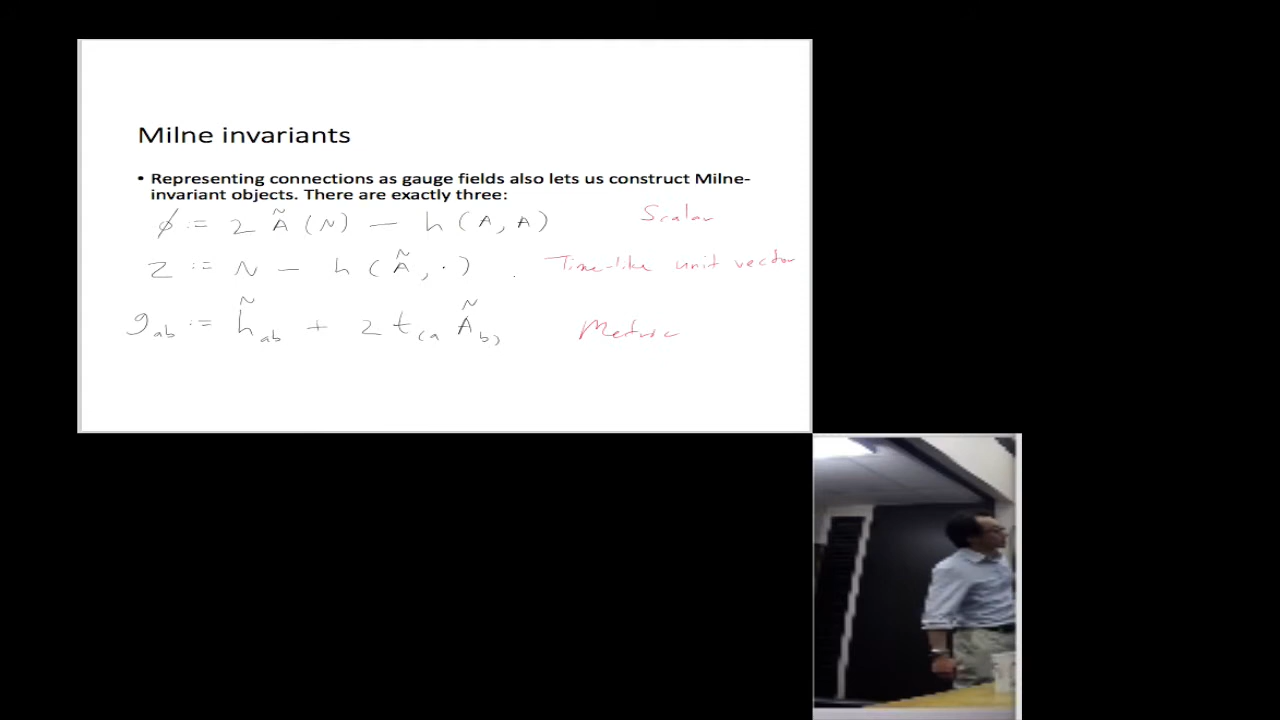 Milne invariants
• Representing connections as gauge fields also lets us construct Milne-
invariant objects. There are exactly three:
ϕ := 2 Ã (N) — h (A, A) Scalar
Z := N – h (Ã, ·) Time-like unit vector
g_ab := h̃_ab + 2 t_(a Ã_b) Metric